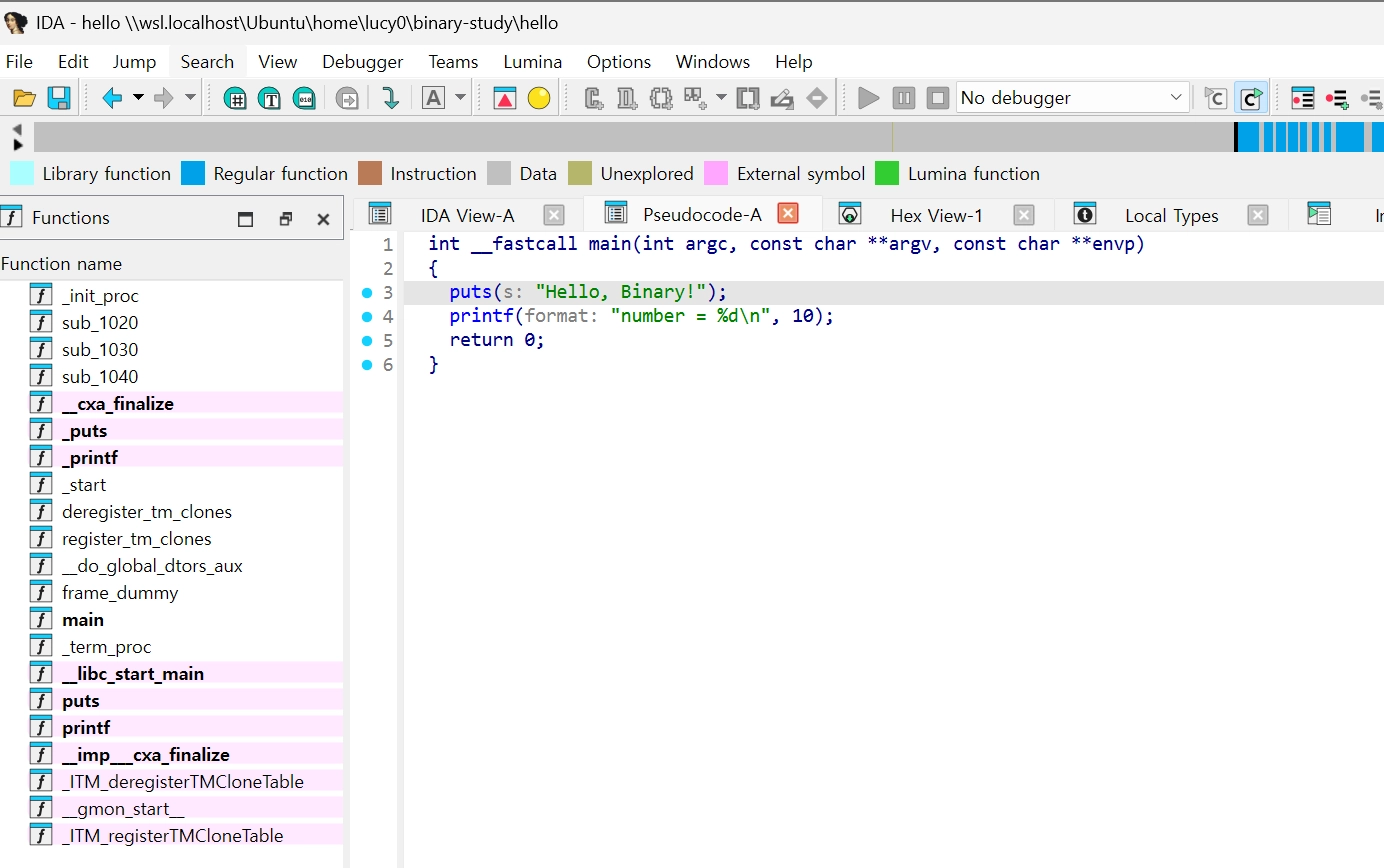 IDA - hello \\wsl.localhost\Ubuntu\home\lucy0\binary-study\hello
File Edit Jump Search View Debugger Teams Lumina Options Windows Help
No debugger
Library function Regular function Instruction Data Unexplored External symbol Lumina function
Functions
Function name
_init_proc
sub_1020
sub_1030
sub_1040
__cxa_finalize
_puts
_printf
_start
deregister_tm_clones
register_tm_clones
__do_global_dtors_aux
frame_dummy
main
_term_proc
__libc_start_main
puts
printf
__imp___cxa_finalize
_ITM_deregisterTMCloneTable
__gmon_start__
_ITM_registerTMCloneTable
IDA View-A Pseudocode-A Hex View-1 Local Types
1 int __fastcall main(int argc, const char **argv, const char **envp)
2 {
3 puts(s: "Hello, Binary!");
4 printf(format: "number = %d\n", 10);
5 return 0;
6 }